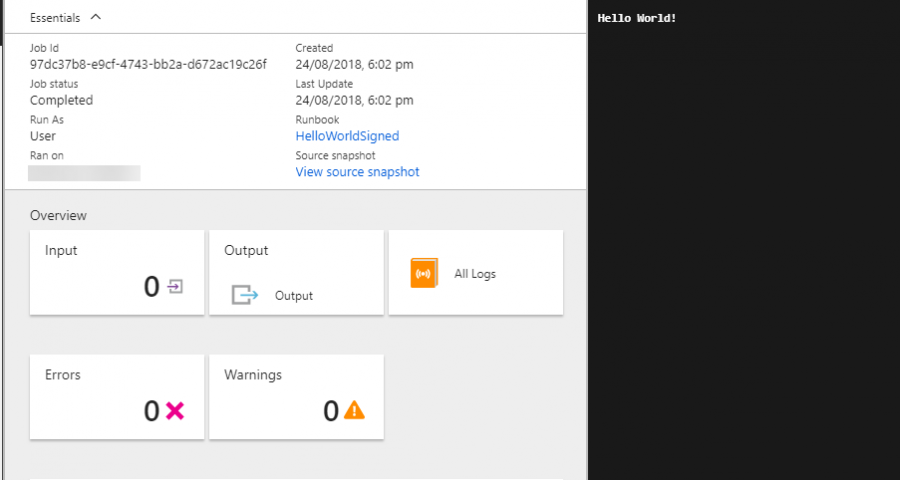 Essentials
Job Id
97dc37b8-e9cf-4743-bb2a-d672ac19c26f
Job status
Completed
Run As
User
Ran on
Created
24/08/2018, 6:02 pm
Last Update
24/08/2018, 6:02 pm
Runbook
HelloWorldSigned
Source snapshot
View source snapshot
Overview
Input
0
Output
Output
All Logs
Errors
0
Warnings
0
Hello World!